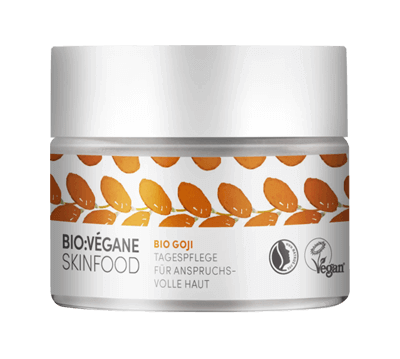 BIO:VÉGANE
SKINFOOD
BIO GOJI
TAGESPFLEGE
FÜR ANSPRUCHS-
VOLLE HAUT
Vegan